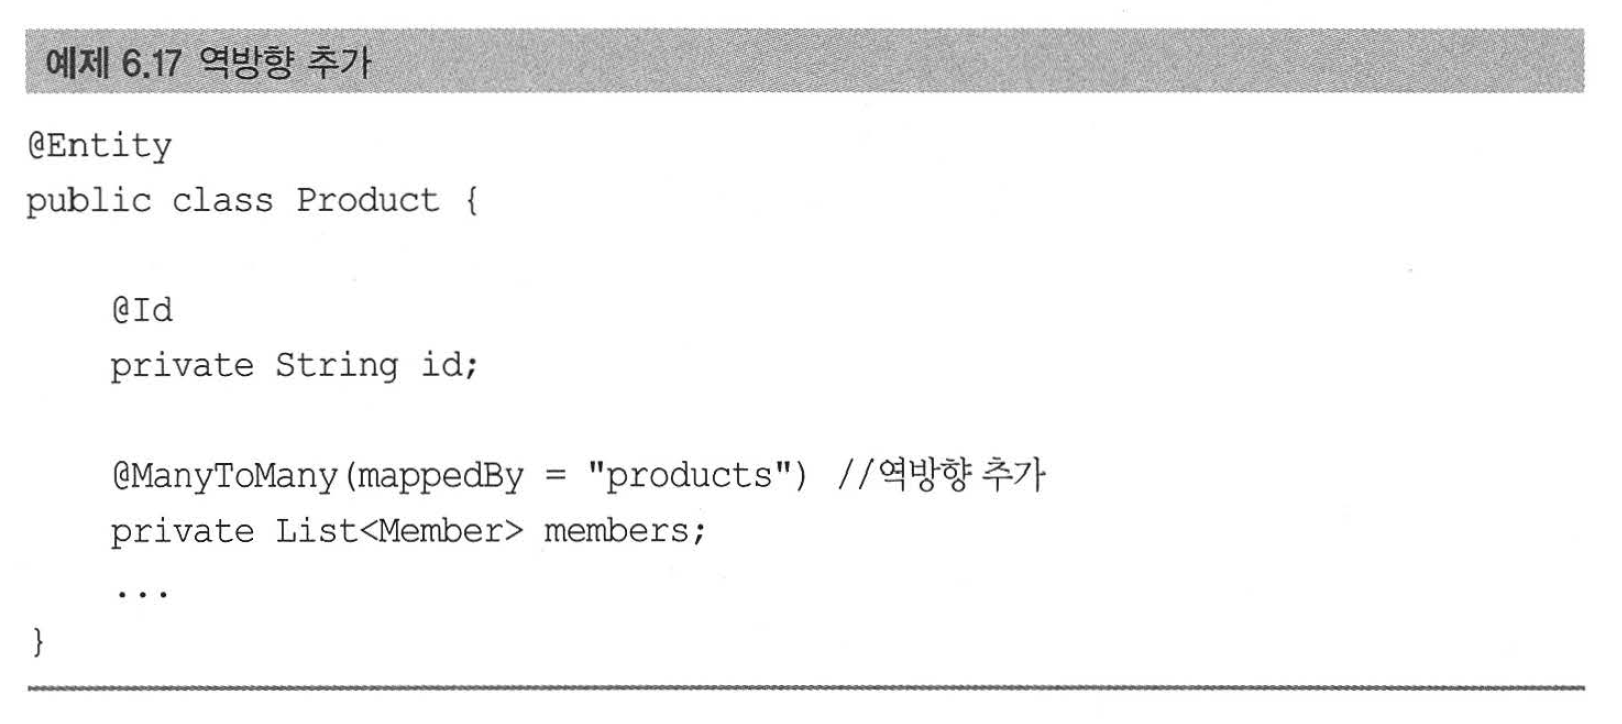 예제 6.17 역방향 추가
@Entity
public class Product {
@Id
private String id;
@ManyToMany(mappedBy = "products") //역방향 추가
private List<Member> members;
...
}